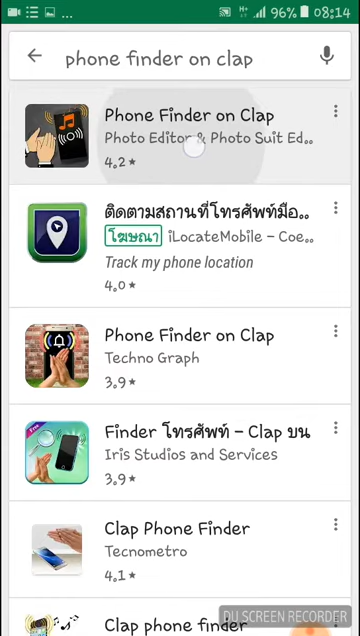 ...
H+
96%
08:14
phone finder on clap
Phone Finder on Clap
Photo Editor & Photo Suit Ed..
4.2 ★
ติดตามสถานที่โทรศัพท์มือ..
โฆษณา iLocateMobile – Coe..
Track my phone location
4.0 ★
Phone Finder on Clap
Techno Graph
3.9 ★
Free
Finder โทรศัพท์ – Clap บน
Iris Studios and Services
3.9 ★
Clap Phone Finder
Tecnometro
4.1 ★
Clap phone finder
DU SCREEN RECORDER